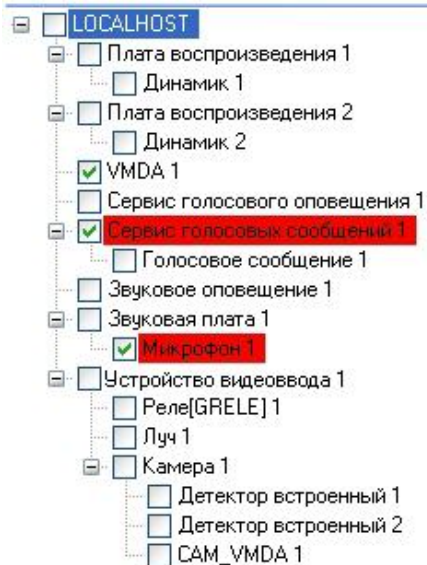 LOCALHOST
Плата воспроизведения 1
Динамик 1
Плата воспроизведения 2
Динамик 2
VMDA 1
Сервис голосового оповещения 1
Сервис голосовых сообщений 1
Голосовое сообщение 1
Звуковое оповещение 1
Звуковая плата 1
Микрофон 1
Устройство видеоввода 1
Реле[GRELE] 1
Луч 1
Камера 1
Детектор встроенный 1
Детектор встроенный 2
CAM_VMDA 1